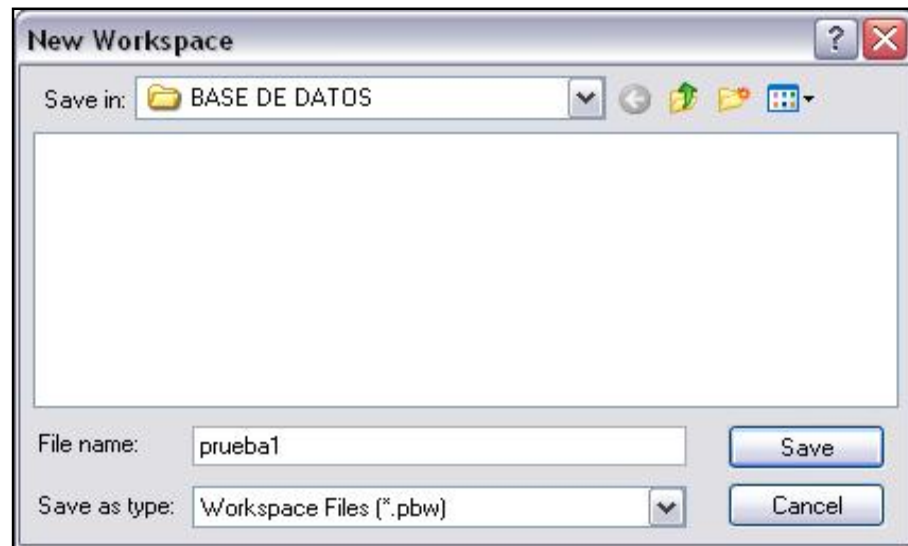 New Workspace
Save in: BASE DE DATOS
File name: prueba1 Save
Save as type: Workspace Files (*.pbw) Cancel